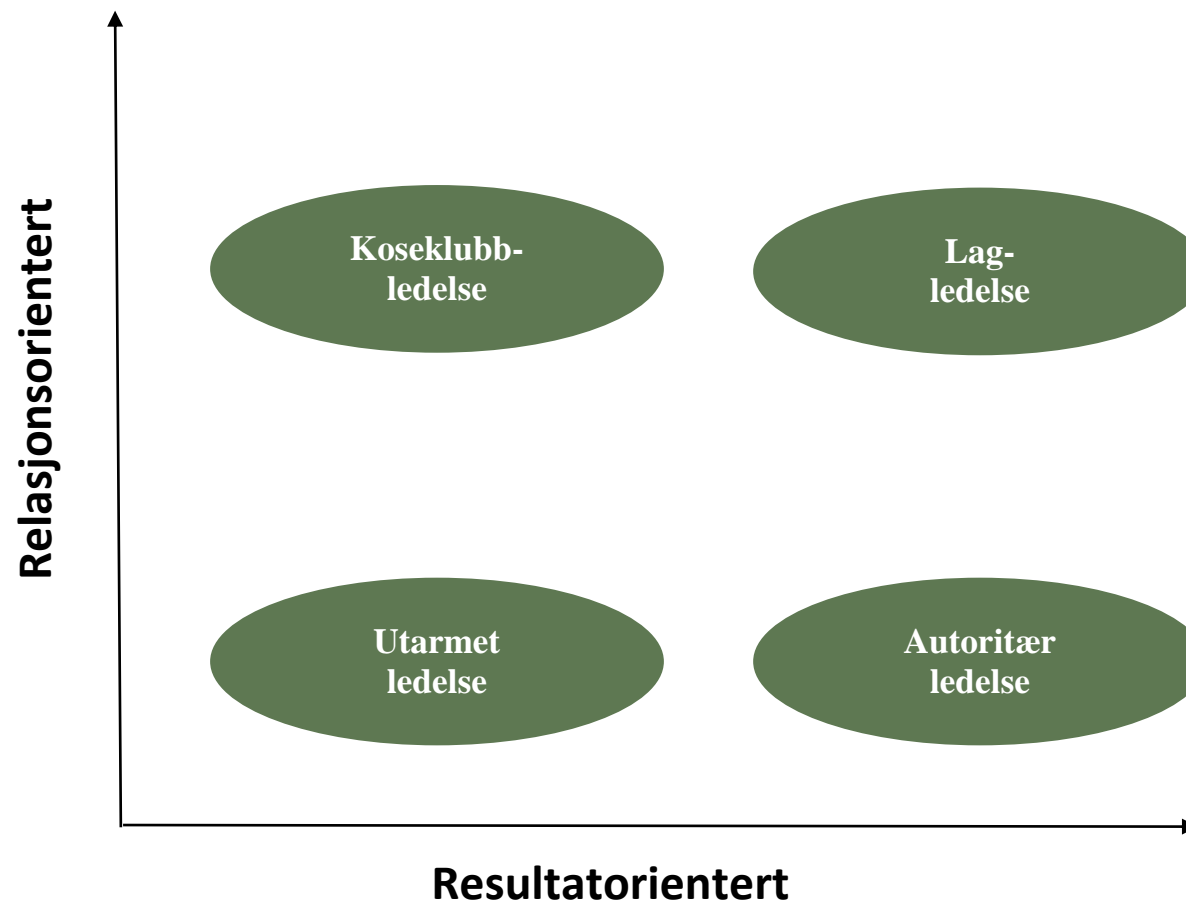 Relasjonsorientert
Koseklubb-
ledelse
Lag-
ledelse
Utarmet
ledelse
Autoritær
ledelse
Resultatorientert